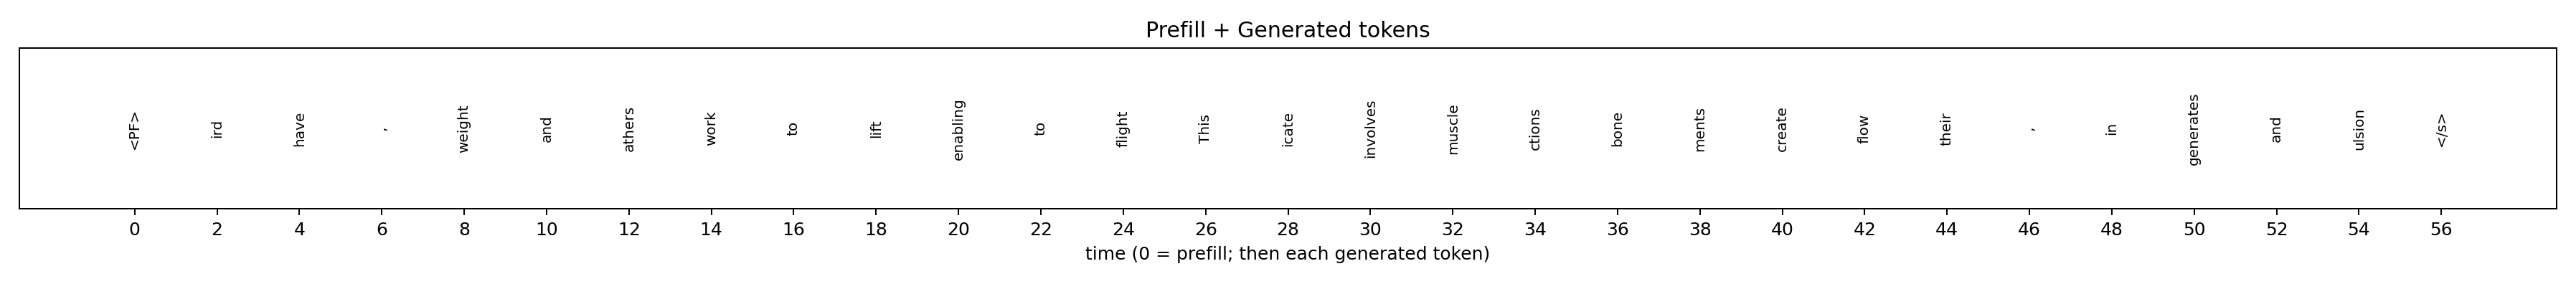 Prefill + Generated tokens
<PF> ird have , weight and athers work to lift enabling to flight This icate involves muscle ctions bone ments create flow their , in generates and ulsion </s>
0 2 4 6 8 10 12 14 16 18 20 22 24 26 28 30 32 34 36 38 40 42 44 46 48 50 52 54 56
time (0 = prefill; then each generated token)